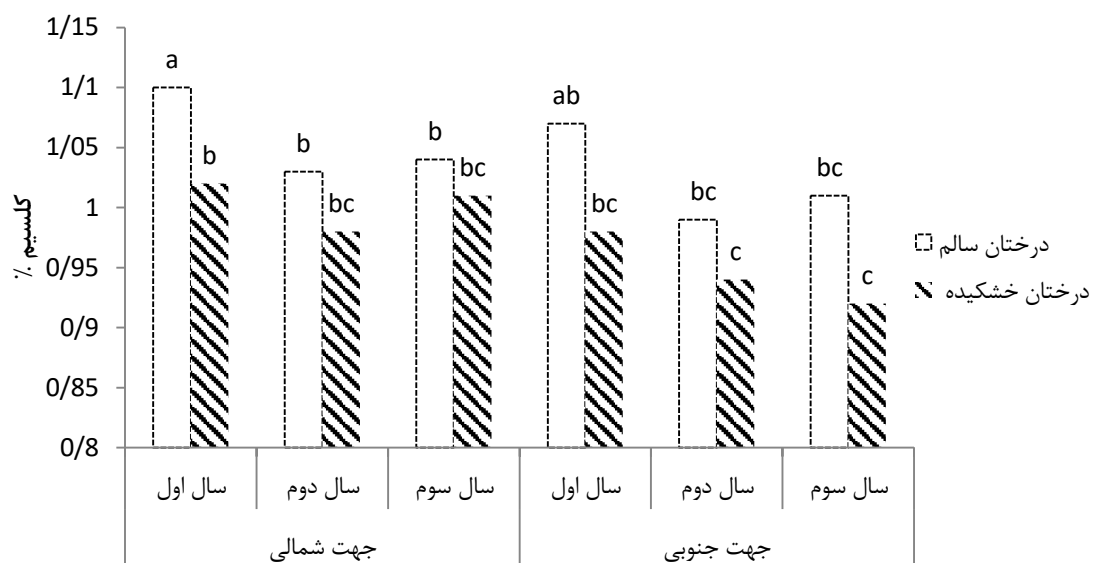 1/15
1/1
1/05
1
0/95
0/9
0/85
0/8
کلسیم %
a
b
b
bc
b
bc
ab
bc
bc
c
bc
c
درختان سالم
درختان خشکیده
سال اول
سال دوم
سال سوم
سال اول
سال دوم
سال سوم
جهت شمالی
جهت جنوبی